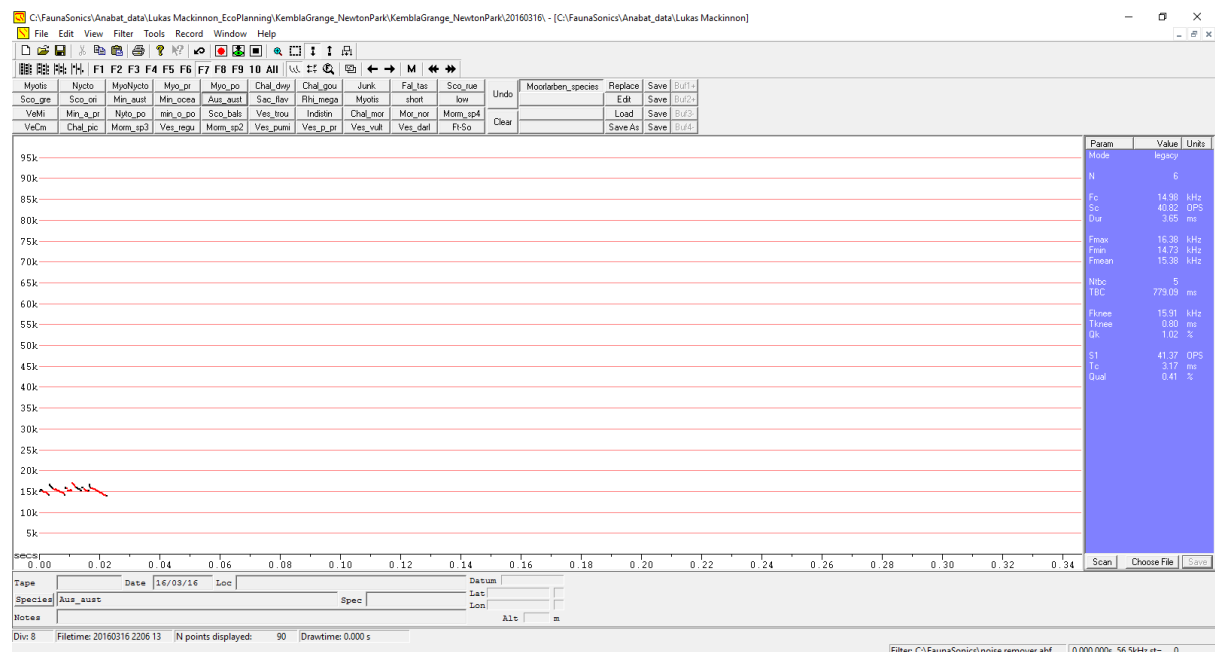 C:\FaunaSonics\Anabat_data\Lukas Mackinnon_EcoPlanning\KemblaGrange_NewtonPark\KemblaGrange_NewtonPark\20160316\ - [C:\FaunaSonics\Anabat_data\Lukas Mackinnon]
File Edit View Filter Tools Record Window Help
F1 F2 F3 F4 F5 F6 F7 F8 F9 10 All M
Myotis Nycto MyoNycto Myo_pr Myo_po Chal_dwy Chal_gou Junk Fal_tas Sco_rue Undo Moorlarben_species Replace Save Buf1+
Sco_gre Sco_ori Min_aust Min_ocea Aus_aust Sac_flav Rhi_mega Myotis short low Edit Save Buf2+
VeMi Min_a_pr Nyto_po min_o_po Sco_bals Ves_trou Indistin Chal_mor Mor_nor Morm_sp4 Clear Load Save Buf3-
VeCm Chal_pic Morm_sp3 Ves_regu Morm_sp2 Ves_pumi Ves_p_pr Ves_vult Ves_darl Ft-So Save As Save Buf4-
Param Value Units
Mode legacy
N 6
Fc 14.98 kHz
Sc 40.82 OPS
Dur 3.65 ms
Fmax 16.38 kHz
Fmin 14.73 kHz
Fmean 15.38 kHz
Ntbc 5
TBC 779.09 ms
Fknee 15.91 kHz
Tknee 0.80 ms
Qk 1.02 %
S1 41.37 OPS
Tc 3.17 ms
Qual 0.41 %
95k
90k
85k
80k
75k
70k
65k
60k
55k
50k
45k
40k
35k
30k
25k
20k
15k
10k
5k
secs
0.00 0.02 0.04 0.06 0.08 0.10 0.12 0.14 0.16 0.18 0.20 0.22 0.24 0.26 0.28 0.30 0.32 0.34
Scan Choose File Save
Tape Date 16/03/16 Loc Datum
Species Aus_aust Spec Lat
Lon
Notes Alt m
Div: 8 Filetime: 20160316 2206 13 N points displayed: 90 Drawtime: 0.000 s
Filter: C:\FaunaSonics\noise remover.abf 0.000,000s, 56.5kHz st= 0